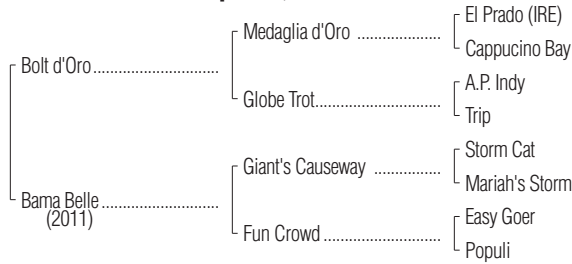 El Prado (IRE)
Medaglia d'Oro ..................
Cappucino Bay
Bolt d'Oro...........................
A.P. Indy
Globe Trot...........................
Trip
Storm Cat
Giant's Causeway ..............
Mariah's Storm
Bama Belle .........................
(2011)
Easy Goer
Fun Crowd .........................
Populi